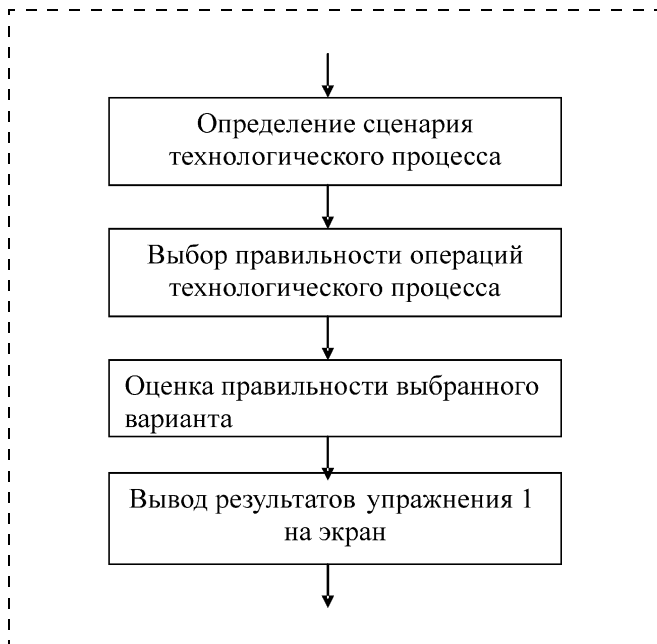 Определение сценария
технологического процесса
Выбор правильности операций
технологического процесса
Оценка правильности выбранного
варианта
Вывод результатов упражнения 1
на экран